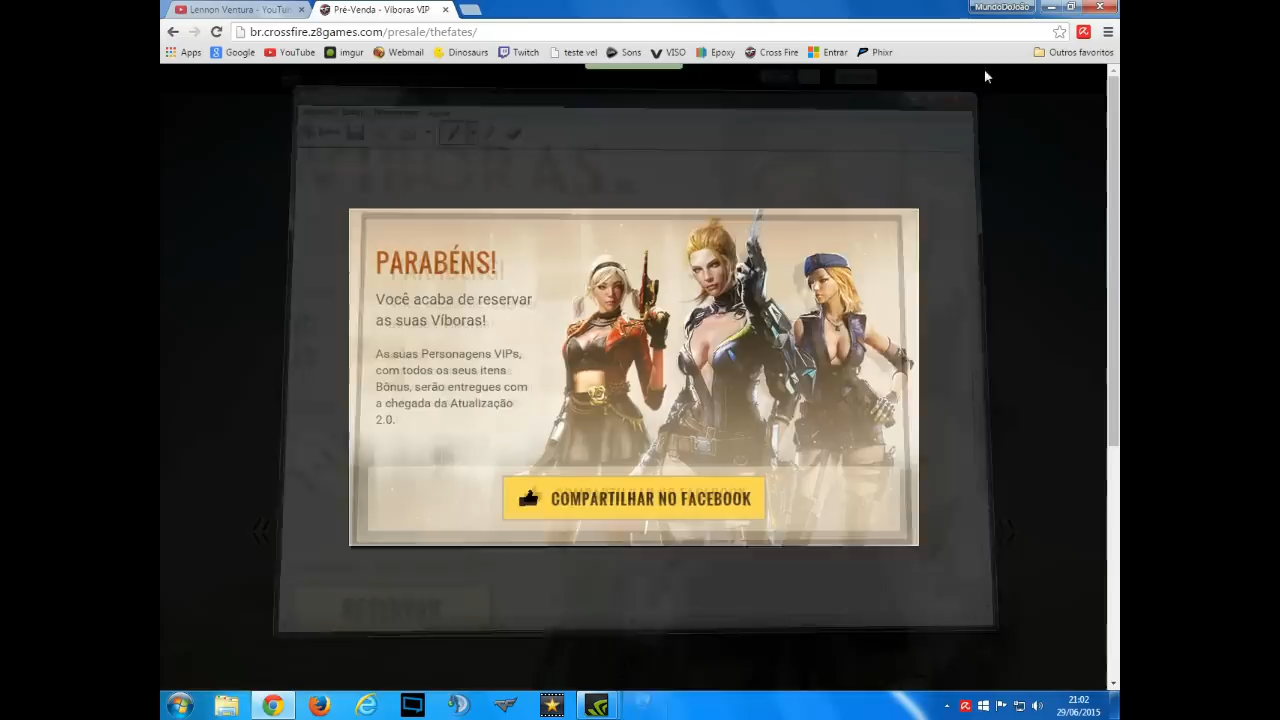 Lennon Ventura - YouTub
Pré-Venda - Víboras VIP
MundoDoJoão
br.crossfire.z8games.com/presale/thefates/
Apps Google YouTube imgur Webmail Dinosaurs Twitch teste vel Sons VISO Epoxy Cross Fire Entrar Phixr Outros favoritos
PARABÉNS!
Você acaba de reservar
as suas Víboras!
As suas Personagens VIPs,
com todos os seus itens
Bônus, serão entregues com
a chegada da Atualização
2.0.
COMPARTILHAR NO FACEBOOK
21:02
29/06/2015